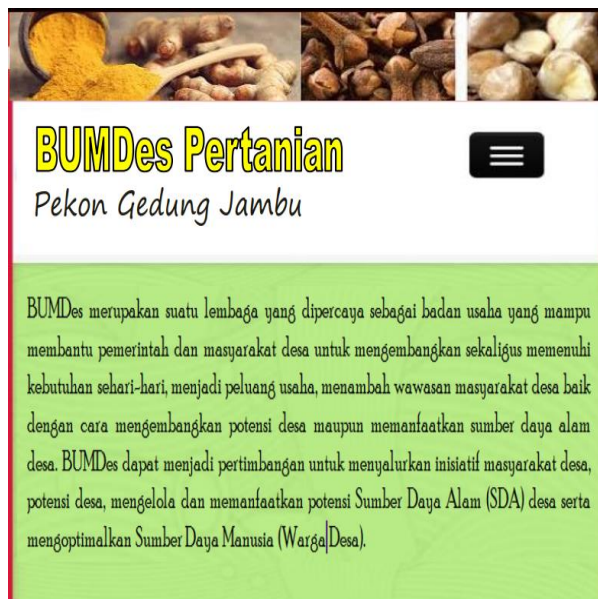 BUMDes Pertanian
Pekon Gedung Jambu
BUMDes merupakan suatu lembaga yang dipercaya sebagai badan usaha yang mampu
membantu pemerintah dan masyarakat desa untuk mengembangkan sekaligus memenuhi
kebutuhan sehari-hari, menjadi peluang usaha, menambah wawasan masyarakat desa baik
dengan cara mengembangkan potensi desa maupun memanfaatkan sumber daya alam
desa. BUMDes dapat menjadi pertimbangan untuk menyalurkan inisiatif masyarakat desa,
potensi desa, mengelola dan memanfaatkan potensi Sumber Daya Alam (SDA) desa serta
mengoptimalkan Sumber Daya Manusia (Warga Desa).